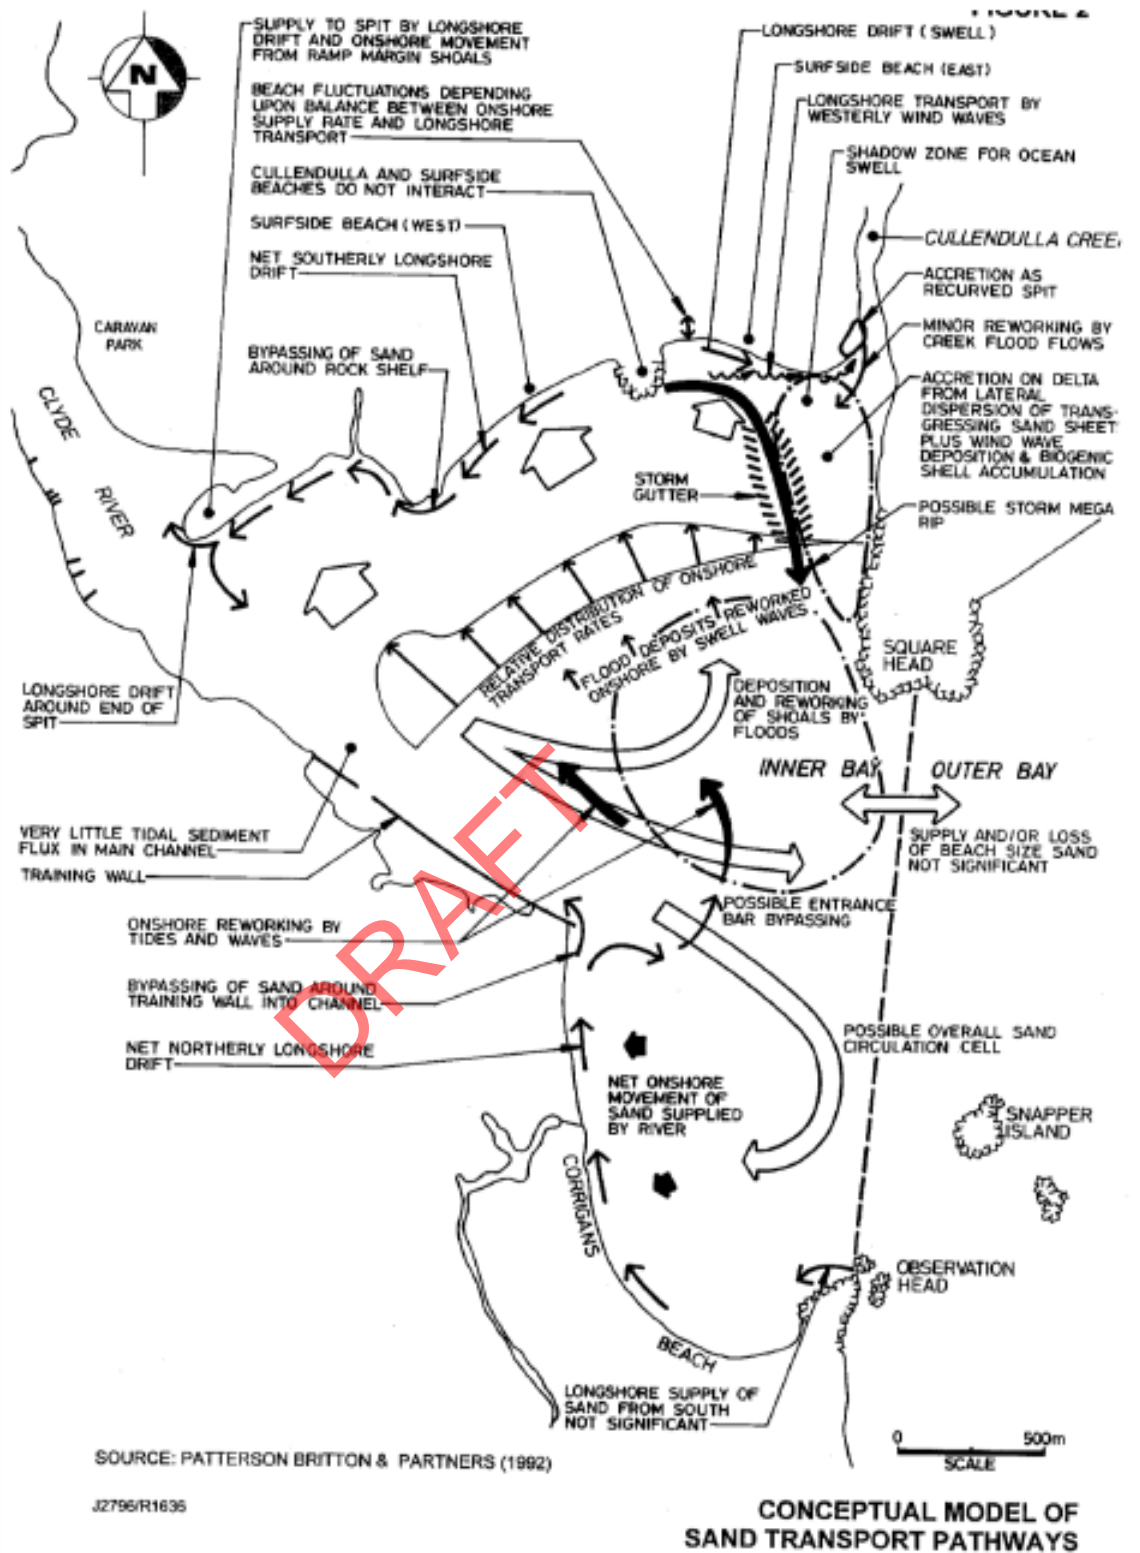 FIGURE 2
SUPPLY TO SPIT BY LONGSHORE
DRIFT AND ONSHORE MOVEMENT
FROM RAMP MARGIN SHOALS
BEACH FLUCTUATIONS DEPENDING
UPON BALANCE BETWEEN ONSHORE
SUPPLY RATE AND LONGSHORE
TRANSPORT
CULLENDULLA AND SURFSIDE
BEACHES DO NOT INTERACT
SURFSIDE BEACH (WEST)
NET SOUTHERLY LONGSHORE
DRIFT
BYPASSING OF SAND
AROUND ROCK SHELF
N
LONGSHORE DRIFT (SWELL)
SURFSIDE BEACH (EAST)
LONGSHORE TRANSPORT BY
WESTERLY WIND WAVES
SHADOW ZONE FOR OCEAN
SWELL
CULLENDULLA CREE
ACCRETION AS
RECURVED SPIT
MINOR REWORKING BY
CREEK FLOOD FLOWS
ACCRETION ON DELTA
FROM LATERAL
DISPERSION OF TRANS-
GRESSING SAND SHEET
PLUS WIND WAVE
DEPOSITION & BIOGENIC
SHELL ACCUMULATION
POSSIBLE STORM MEGA
RIP
CARAVAN
PARK
CLYDE
RIVER
STORM
GUTTER
RELATIVE DISTRIBUTION OF ONSHORE
TRANSPORT RATES
FLOOD DEPOSITS REWORKED
ONSHORE BY SWELL WAVES
SQUARE
HEAD
LONGSHORE DRIFT
AROUND END OF
SPIT
DEPOSITION
AND REWORKING
OF SHOALS BY
FLOODS
INNER BAY
OUTER BAY
SUPPLY AND/OR LOSS
OF BEACH SIZE SAND
NOT SIGNIFICANT
VERY LITTLE TIDAL SEDIMENT
FLUX IN MAIN CHANNEL
TRAINING WALL
ONSHORE REWORKING BY
TIDES AND WAVES
POSSIBLE ENTRANCE
BAR BYPASSING
BYPASSING OF SAND AROUND
TRAINING WALL INTO CHANNEL
NET NORTHERLY LONGSHORE
DRIFT
POSSIBLE OVERALL SAND
CIRCULATION CELL
NET ONSHORE
MOVEMENT OF
SAND SUPPLIED
BY RIVER
SNAPPER
ISLAND
CORRIGANS
BEACH
OBSERVATION
HEAD
LONGSHORE SUPPLY OF
SAND FROM SOUTH
NOT SIGNIFICANT
DRAFT
0 500m
SCALE
SOURCE: PATTERSON BRITTON & PARTNERS (1992)
J2796/R1636
CONCEPTUAL MODEL OF
SAND TRANSPORT PATHWAYS